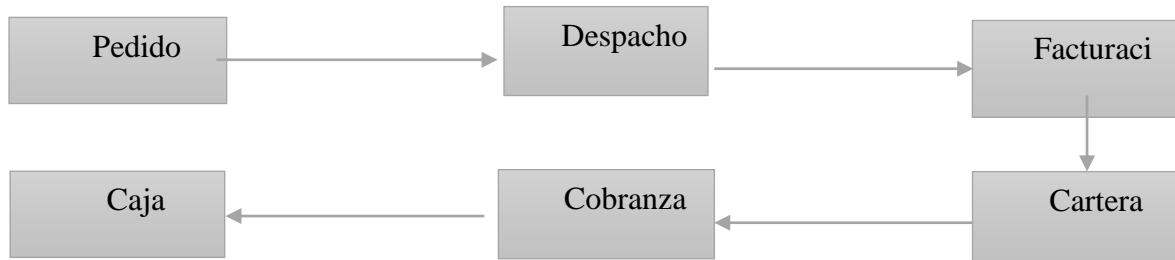 Pedido
Despacho
Facturaci
Cartera
Cobranza
Caja